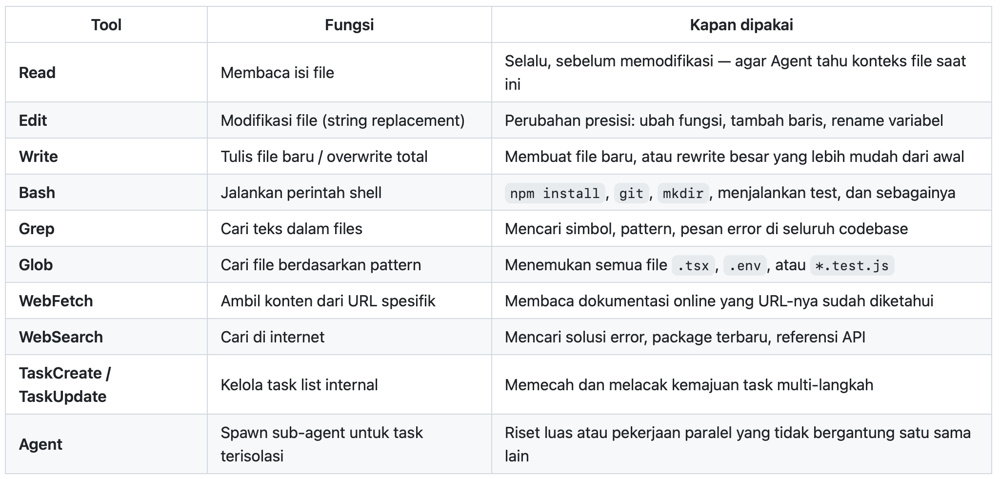 Tool Fungsi Kapan dipakai
Read Membaca isi file Selalu, sebelum memodifikasi — agar Agent tahu konteks file saat
ini
Edit Modifikasi file (string replacement) Perubahan presisi: ubah fungsi, tambah baris, rename variabel
Write Tulis file baru / overwrite total Membuat file baru, atau rewrite besar yang lebih mudah dari awal
Bash Jalankan perintah shell npm install, git, mkdir, menjalankan test, dan sebagainya
Grep Cari teks dalam files Mencari simbol, pattern, pesan error di seluruh codebase
Glob Cari file berdasarkan pattern Menemukan semua file .tsx, .env, atau *.test.js
WebFetch Ambil konten dari URL spesifik Membaca dokumentasi online yang URL-nya sudah diketahui
WebSearch Cari di internet Mencari solusi error, package terbaru, referensi API
TaskCreate /
TaskUpdate Kelola task list internal Memecah dan melacak kemajuan task multi-langkah
Agent Spawn sub-agent untuk task
terisolasi Riset luas atau pekerjaan paralel yang tidak bergantung satu sama
lain